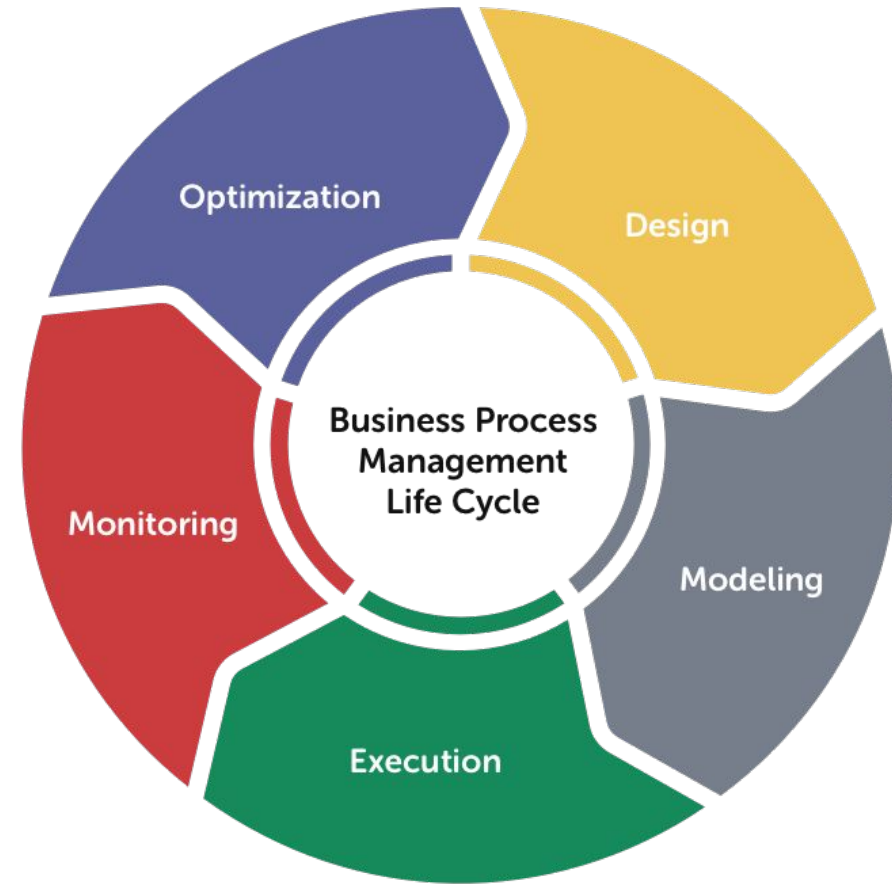 Optimization
Design
Business Process
Management
Life Cycle
Monitoring
Modeling
Execution